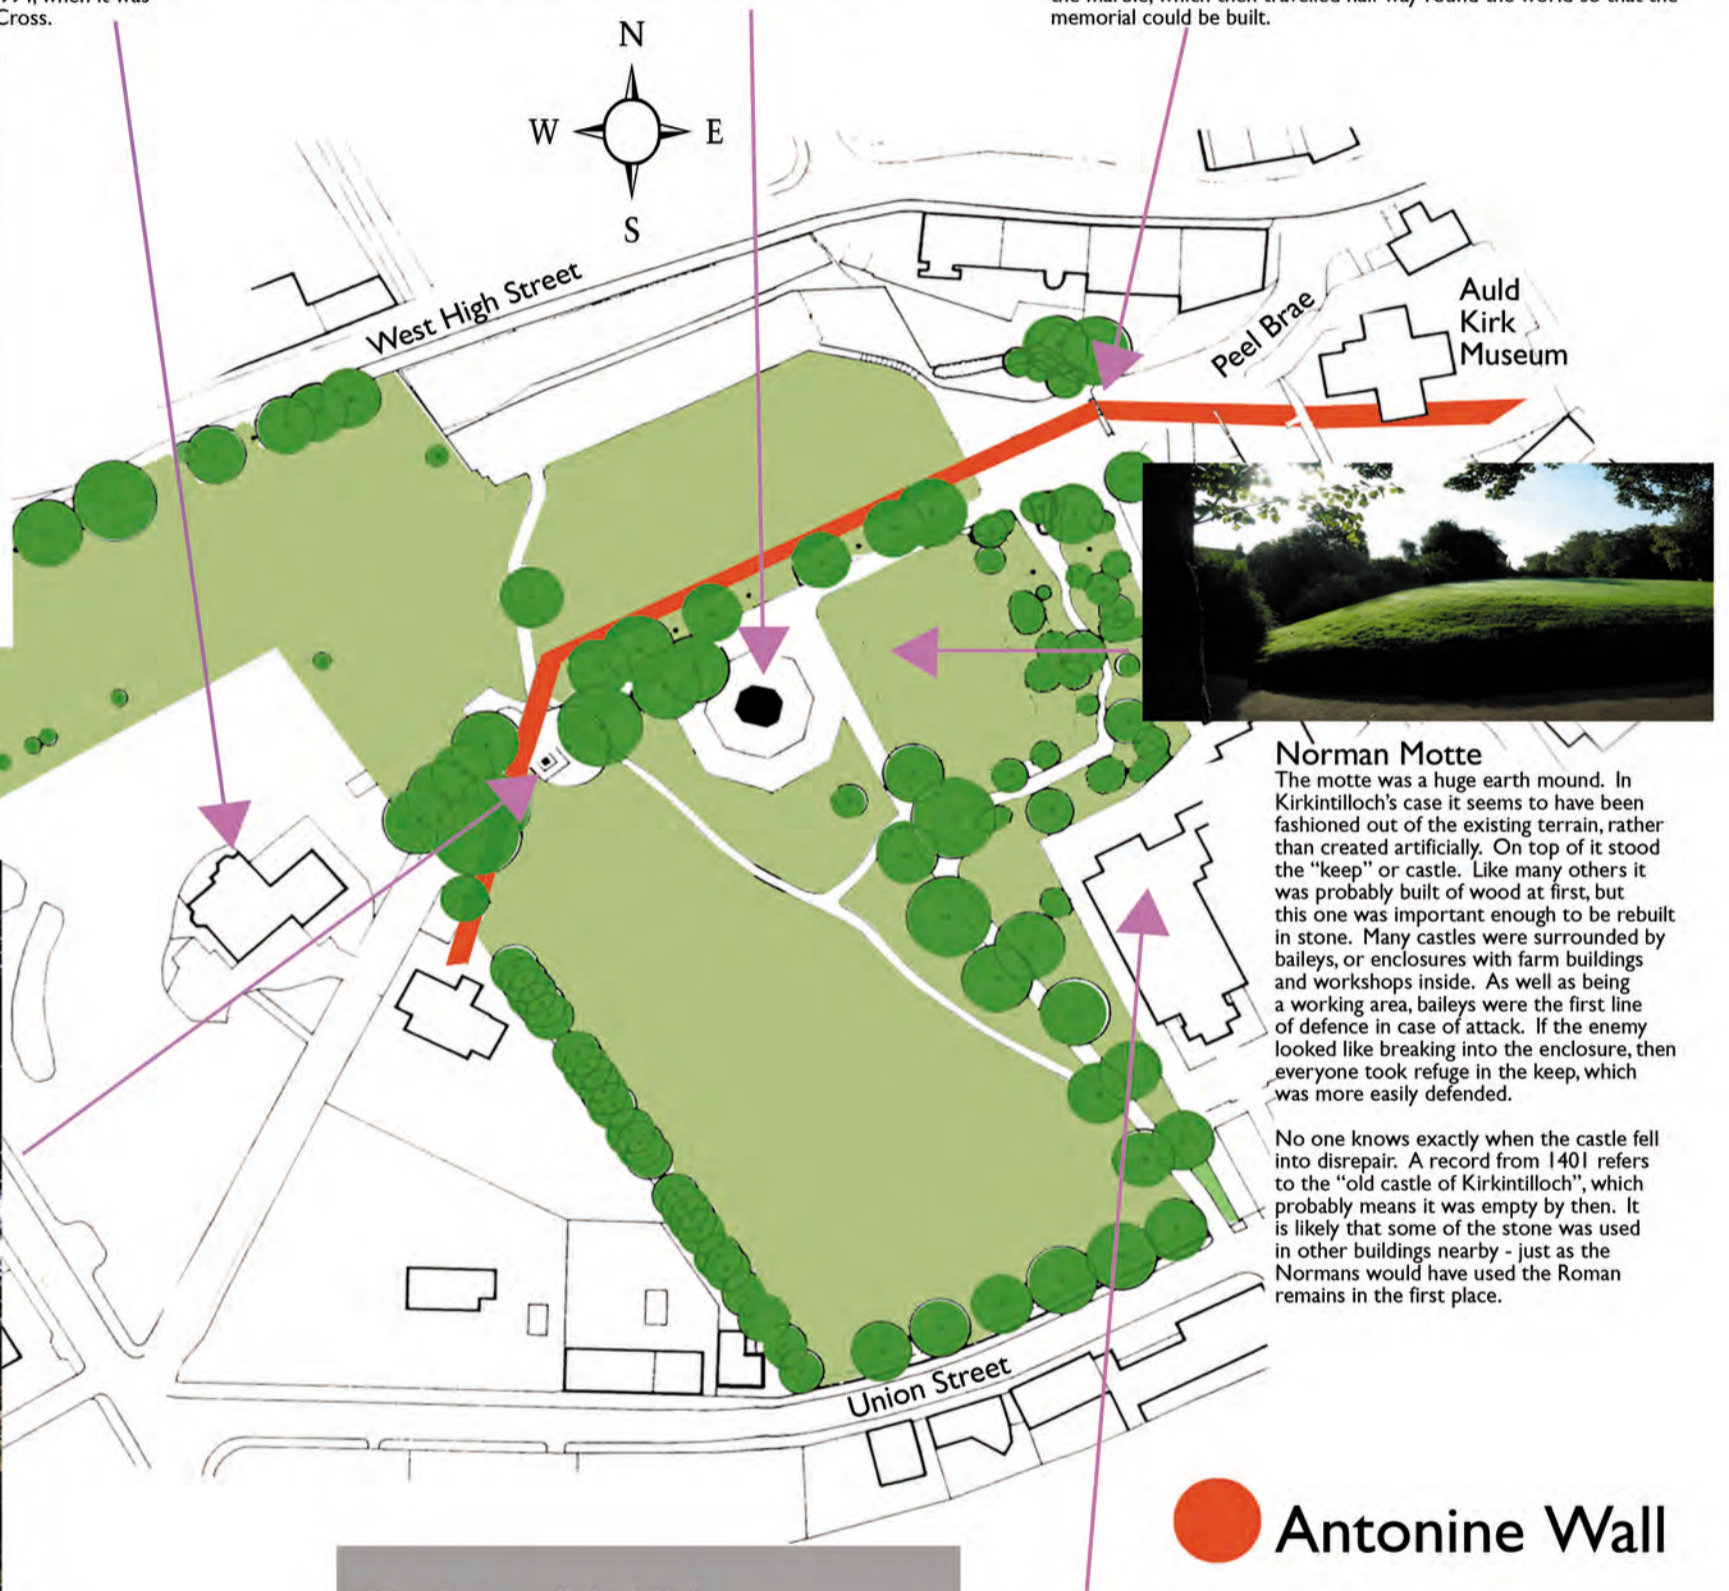 Cross.
memorial could be built.
N
W
E
S
West High Street
Peel Brae
Auld
Kirk
Museum
Norman Motte
The motte was a huge earth mound. In
Kirkintilloch's case it seems to have been
fashioned out of the existing terrain, rather
than created artificially. On top of it stood
the “keep” or castle. Like many others it
was probably built of wood at first, but
this one was important enough to be rebuilt
in stone. Many castles were surrounded by
baileys, or enclosures with farm buildings
and workshops inside. As well as being
a working area, baileys were the first line
of defence in case of attack. If the enemy
looked like breaking into the enclosure, then
everyone took refuge in the keep, which
was more easily defended.
No one knows exactly when the castle fell
into disrepair. A record from 1401 refers
to the “old castle of Kirkintilloch”, which
probably means it was empty by then. It
is likely that some of the stone was used
in other buildings nearby - just as the
Normans would have used the Roman
remains in the first place.
Union Street
Antonine Wall